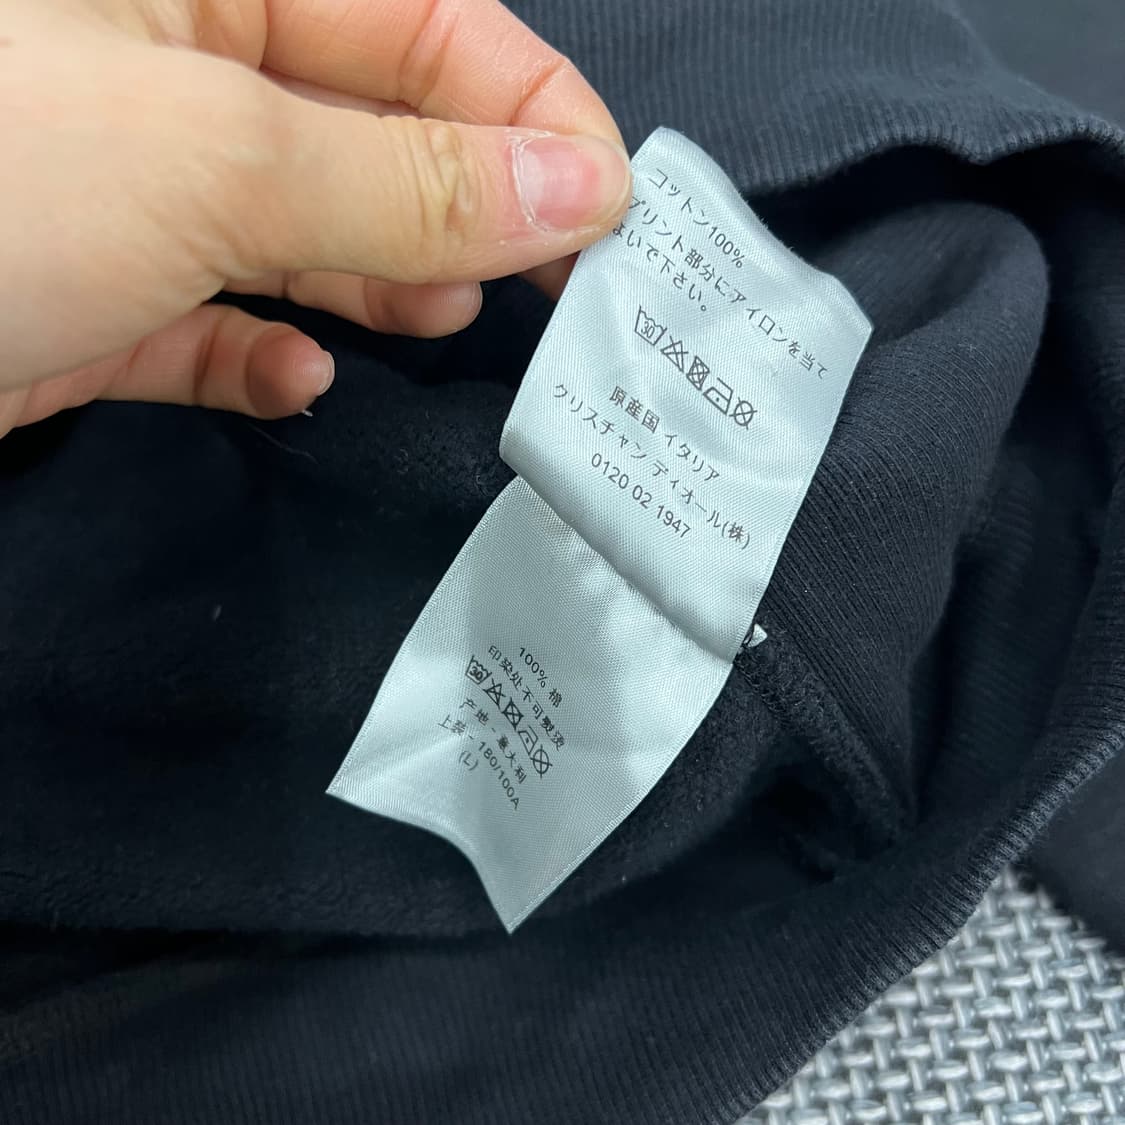 コットン100%
プリント部分にアイロンを当て
ないで下さい。
30
原産国 イタリア
クリスチャン ディオール(株)
0120 02 1947
100% 棉
印染处不可熨烫
30
产地 - 意大利
上装 - 180/100A
(L)